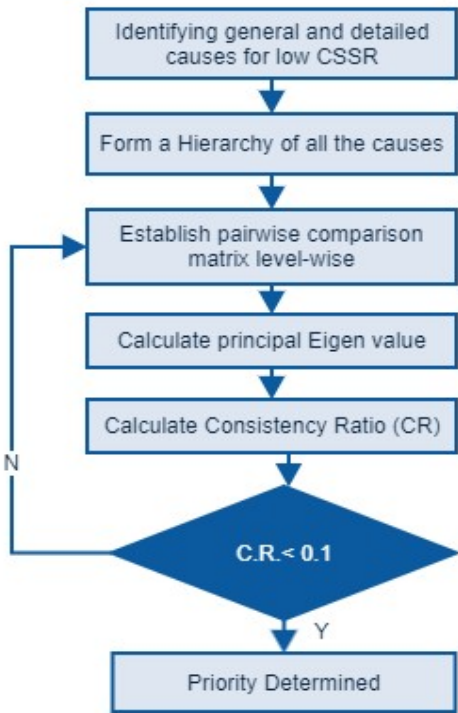 Identifying general and detailed
causes for low CSSR
Form a Hierarchy of all the causes
Establish pairwise comparison
matrix level-wise
Calculate principal Eigen value
Calculate Consistency Ratio (CR)
N
C.R.< 0.1
Y
Priority Determined